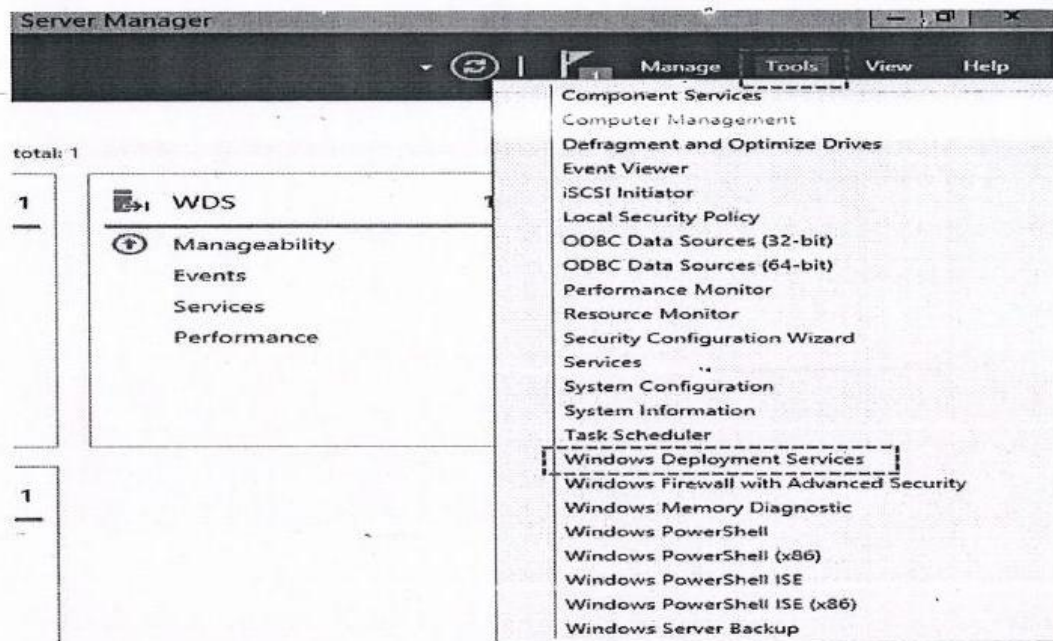 Server Manager
1
Manage Tools View Help
total: 1
1
WDS 1
Manageability
Events
Services
Performance
1
Component Services
Computer Management
Defragment and Optimize Drives
Event Viewer
iSCSI Initiator
Local Security Policy
ODBC Data Sources (32-bit)
ODBC Data Sources (64-bit)
Performance Monitor
Resource Monitor
Security Configuration Wizard
Services
System Configuration
System Information
Task Scheduler
Windows Deployment Services
Windows Firewall with Advanced Security
Windows Memory Diagnostic
Windows PowerShell
Windows PowerShell (x86)
Windows PowerShell ISE
Windows PowerShell ISE (x86)
Windows Server Backup